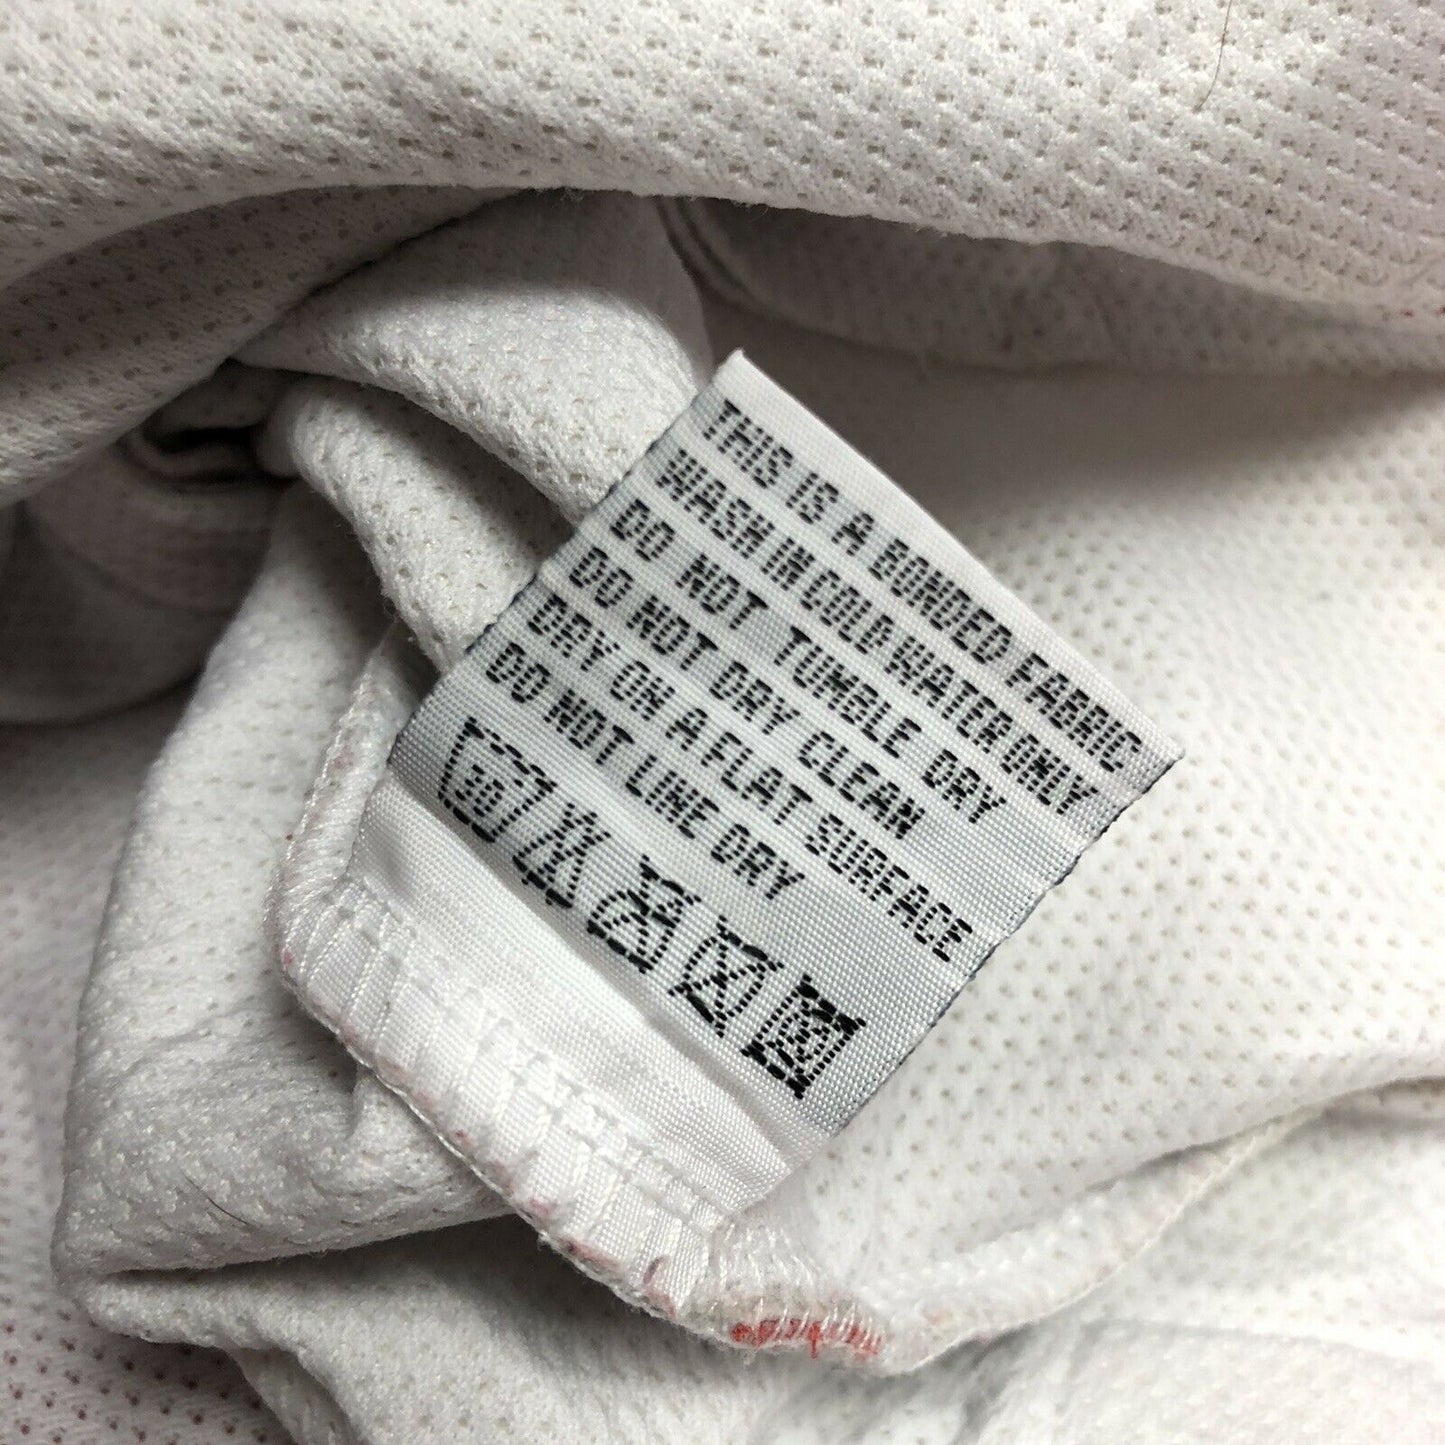 THIS IS A BONDED FABRIC
WASH IN COLD WATER ONLY
DO NOT TUMBLE DRY
DO NOT DRY CLEAN
DRY ON A FLAT SURFACE
DO NOT LINE DRY
30